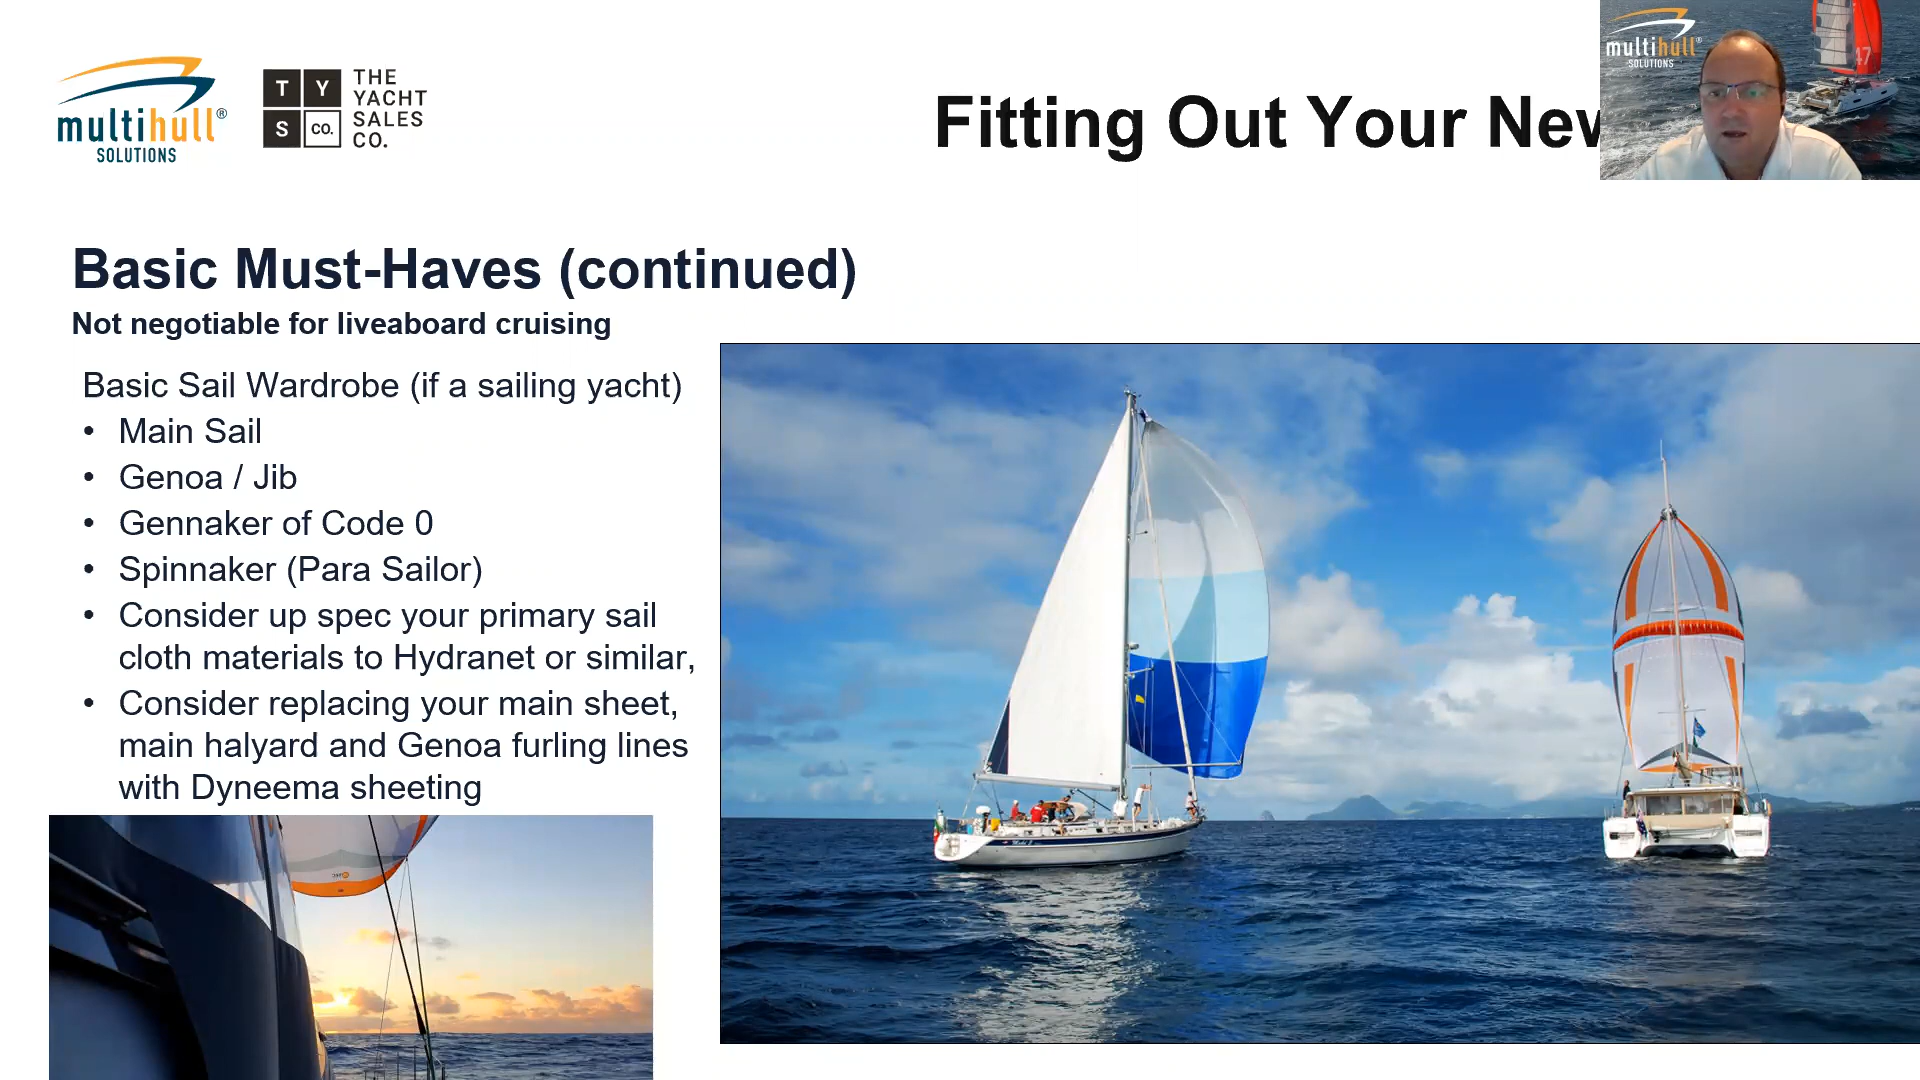 multihull®
SOLUTIONS
T Y
S CO.
THE
YACHT
SALES
CO.
Fitting Out Your New
multihull®
SOLUTIONS
47
Basic Must-Haves (continued)
Not negotiable for liveaboard cruising
Basic Sail Wardrobe (if a sailing yacht)
• Main Sail
• Genoa / Jib
• Gennaker of Code 0
• Spinnaker (Para Sailor)
• Consider up spec your primary sail
cloth materials to Hydranet or similar,
• Consider replacing your main sheet,
main halyard and Genoa furling lines
with Dyneema sheeting